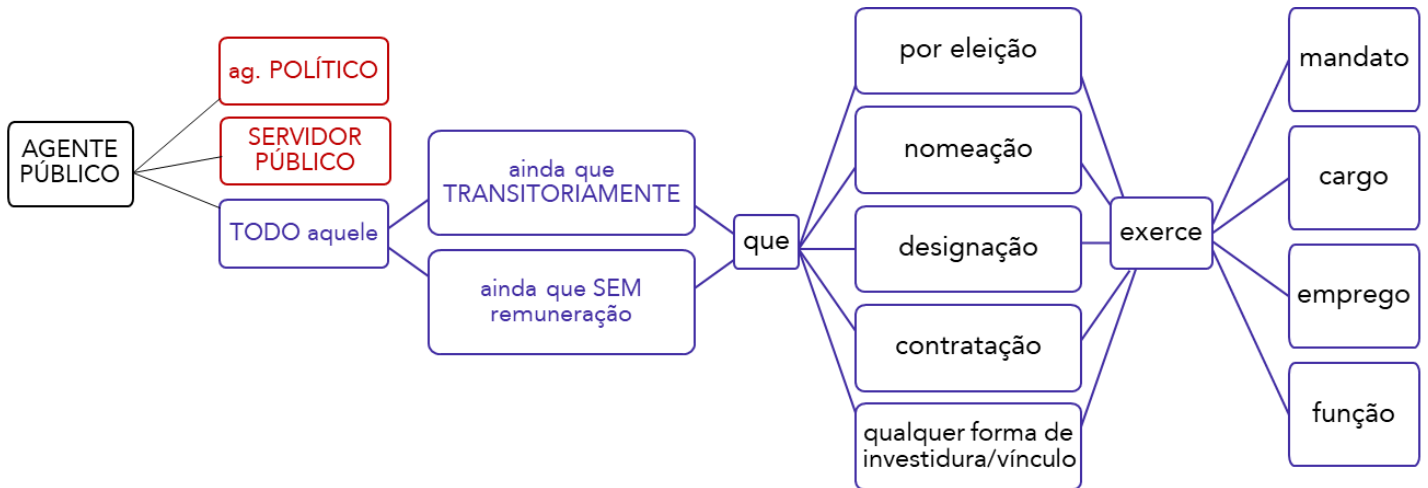 AGENTE
PÚBLICO
ag. POLÍTICO
SERVIDOR
PÚBLICO
TODO aquele
ainda que
TRANSITORIAMENTE
ainda que SEM
remuneração
que
por eleição
nomeação
designação
contratação
qualquer forma de
investidura/vínculo
exerce
mandato
cargo
emprego
função